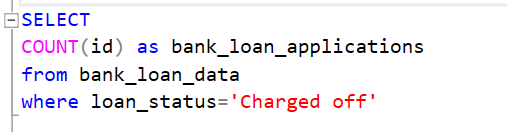 SELECT
COUNT(id) as bank_loan_applications
from bank_loan_data
where loan_status='Charged off'